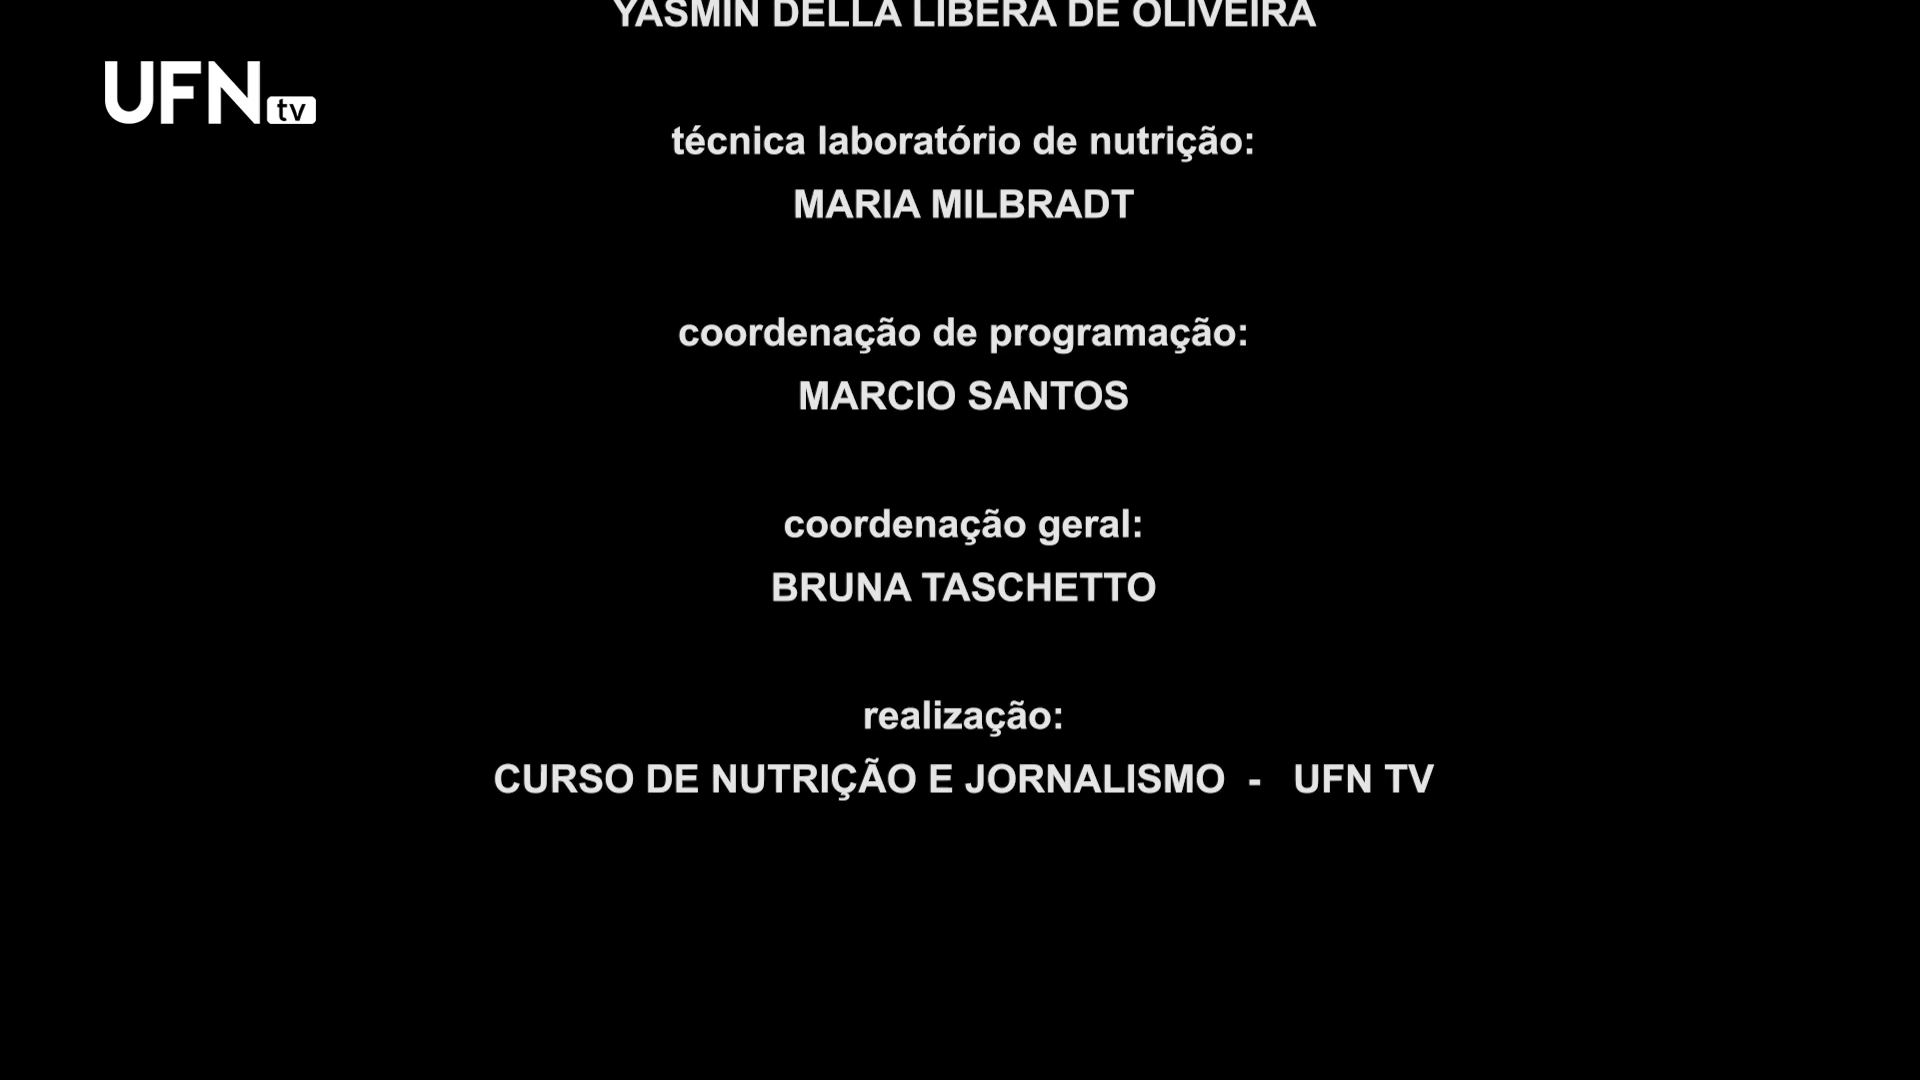 YASMIN DELLA LIBERA DE OLIVEIRA
UFN tv
técnica laboratório de nutrição:
MARIA MILBRADT
coordenação de programação:
MARCIO SANTOS
coordenação geral:
BRUNA TASCHETTO
realização:
CURSO DE NUTRIÇÃO E JORNALISMO - UFN TV